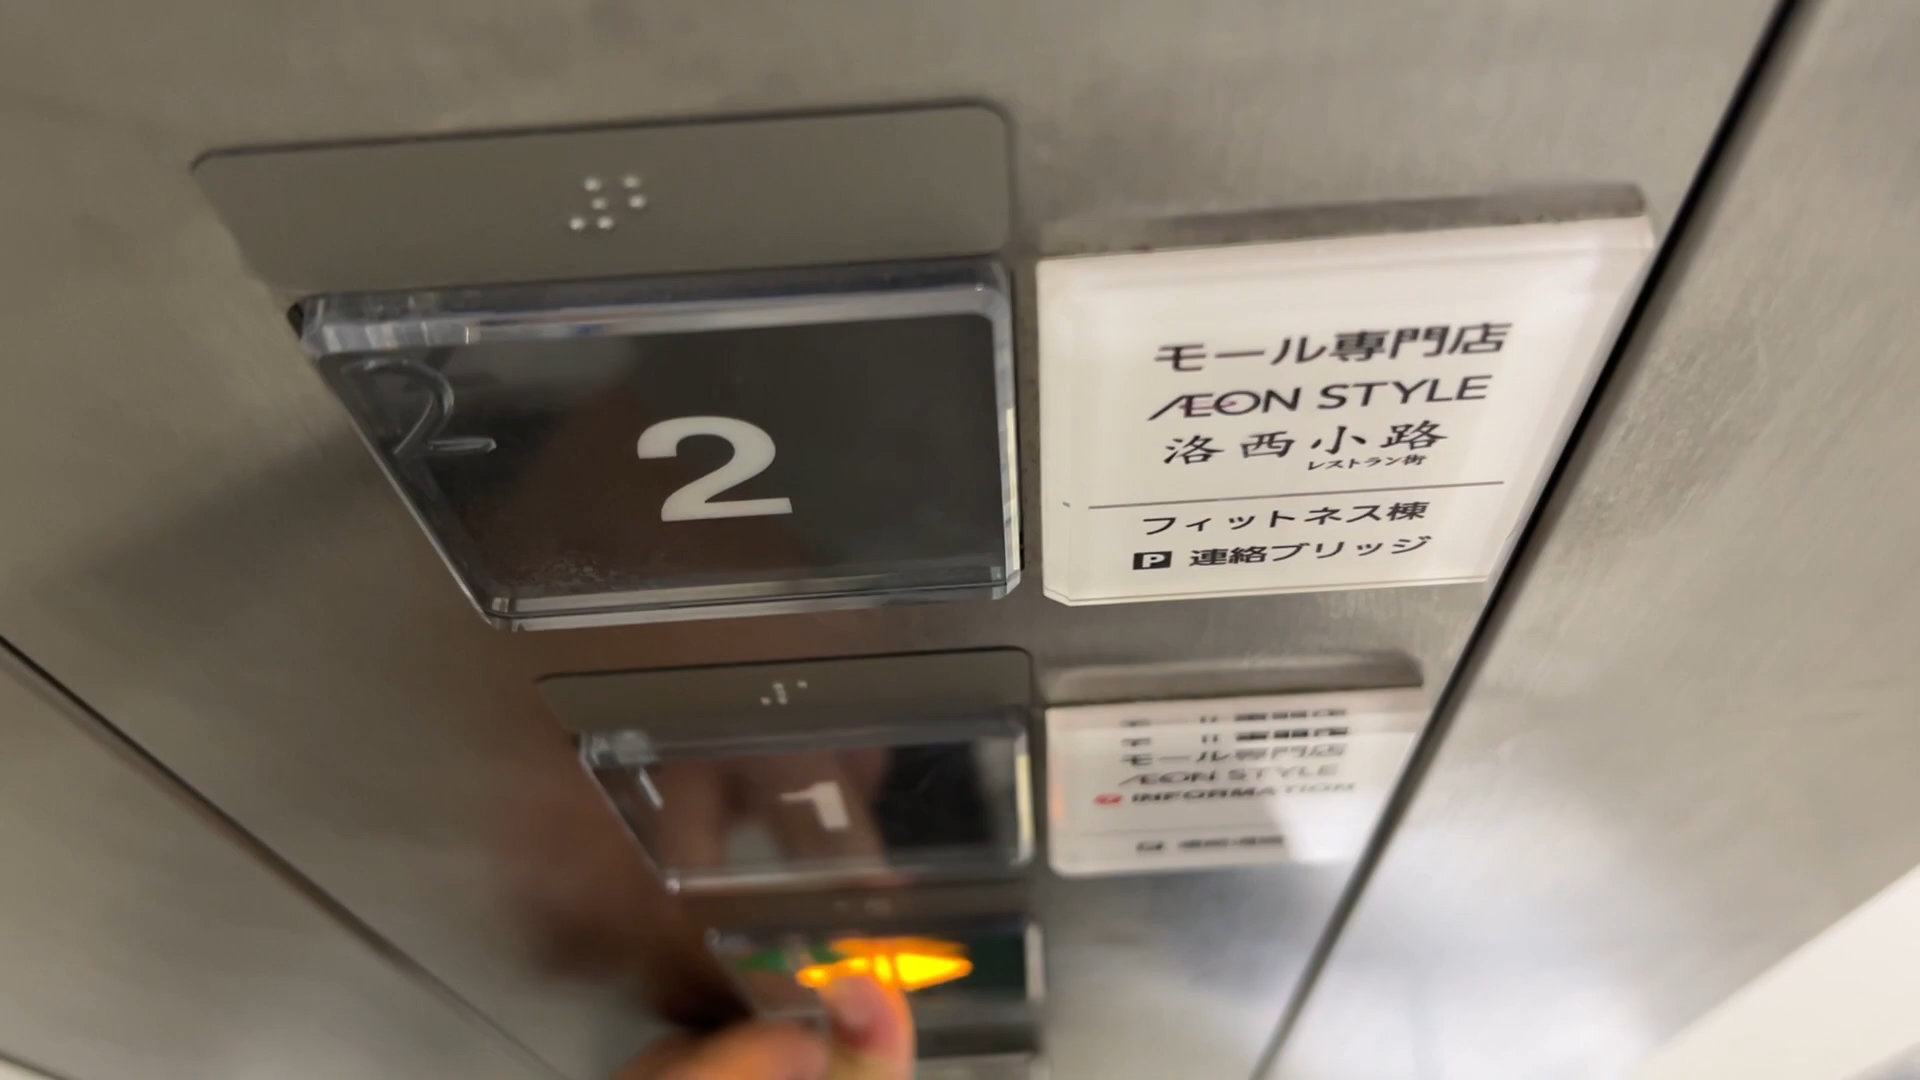 2
モール専門店
ÆON STYLE
洛西小路
レストラン街
フィットネス棟
P 連絡ブリッジ
1
モール専門店
ÆON STYLE
INFORMATION